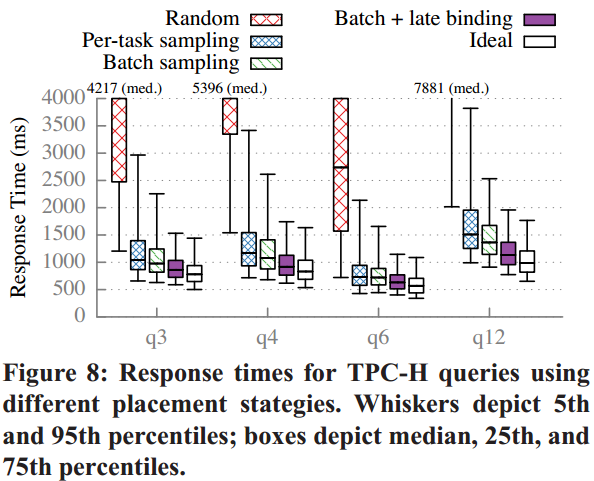 Random
Per-task sampling
Batch sampling
Batch + late binding
Ideal
4217 (med.)
5396 (med.)
7881 (med.)
4000
3500
3000
2500
2000
1500
1000
500
0
Response Time (ms)
q3
q4
q6
q12
Figure 8: Response times for TPC-H queries using
different placement stategies. Whiskers depict 5th
and 95th percentiles; boxes depict median, 25th, and
75th percentiles.